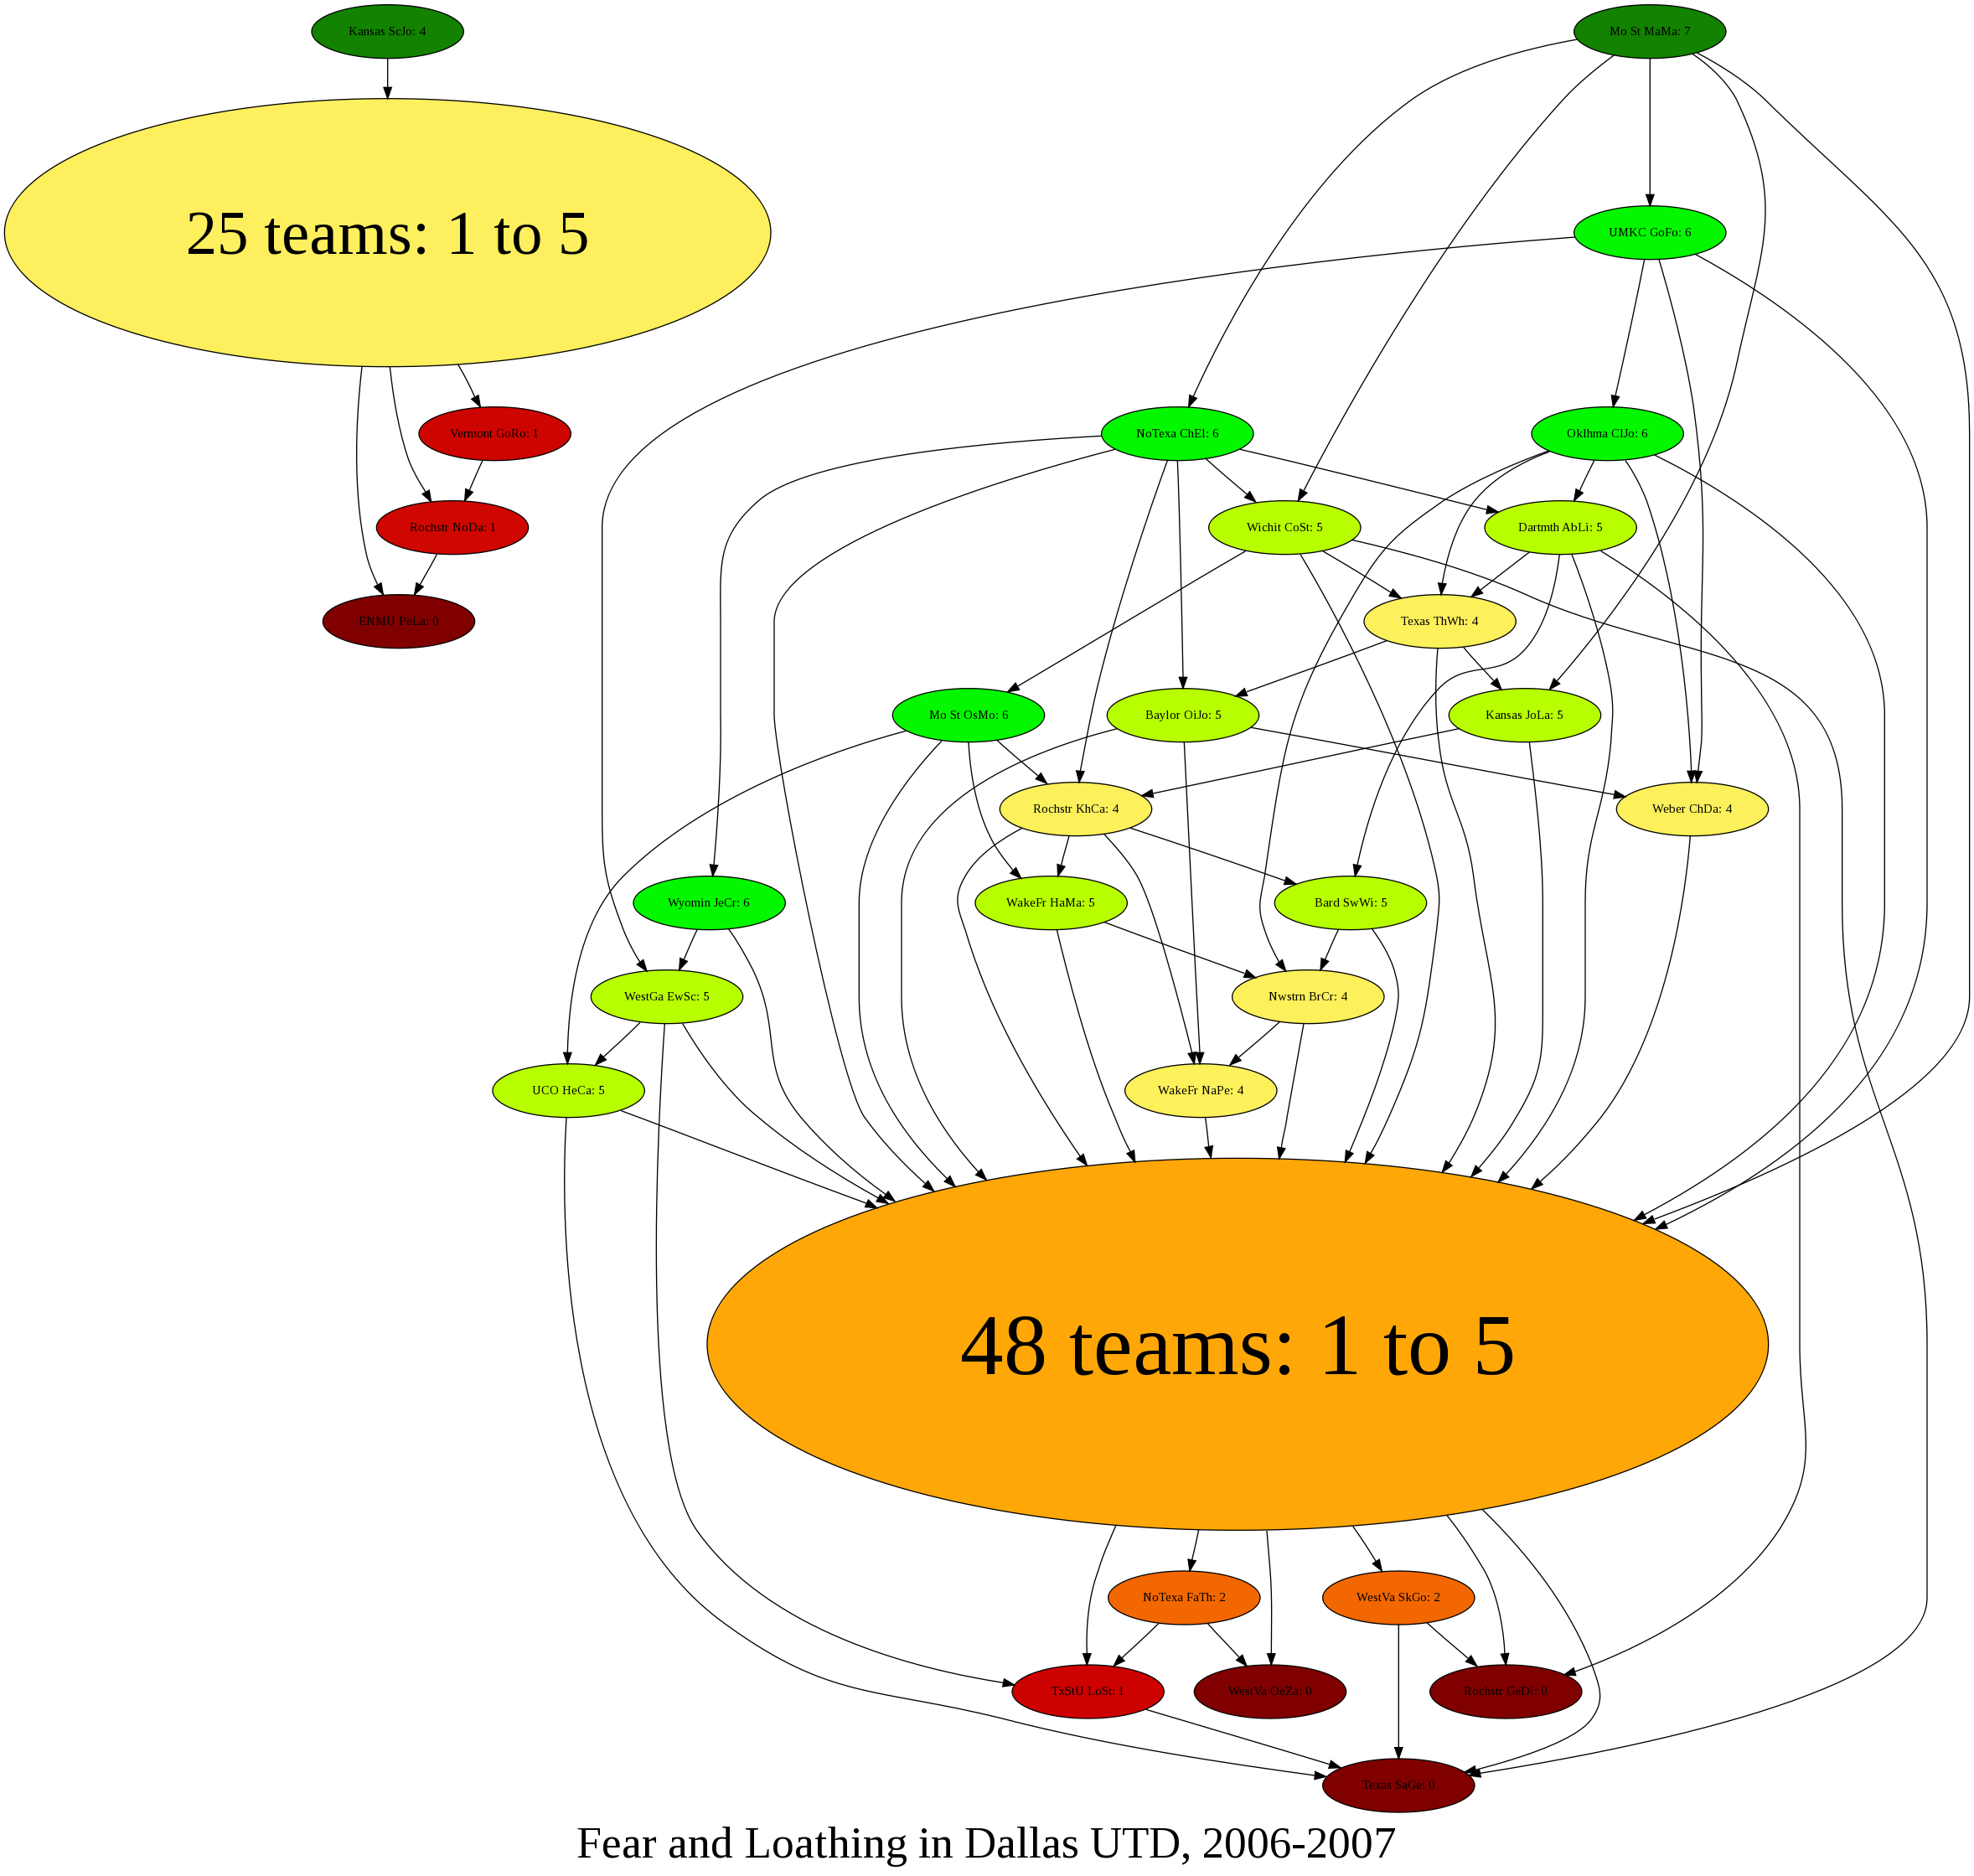 Kansas ScJo: 4
Mo St MaMa: 7
25 teams: 1 to 5
UMKC GoFo: 6
Vermont GoRo: 1
NoTexa ChEl: 6
Oklhma ClJo: 6
Rochstr NoDa: 1
Wichit CoSt: 5
Dartmth AbLi: 5
ENMU PeLa: 0
Texas ThWh: 4
Mo St OsMo: 6
Baylor OiJo: 5
Kansas JoLa: 5
Rochstr KhCa: 4
Weber ChDa: 4
Wyomin JeCr: 6
WakeFr HaMa: 5
Bard SwWi: 5
WestGa EwSc: 5
Nwstrn BrCr: 4
UCO HeCa: 5
WakeFr NaPe: 4
48 teams: 1 to 5
NoTexa FaTh: 2
WestVa SkGo: 2
TxStU LoSt: 1
WestVa OeZa: 0
Rochstr GeDi: 0
Texas SaGe: 0
Fear and Loathing in Dallas UTD, 2006-2007